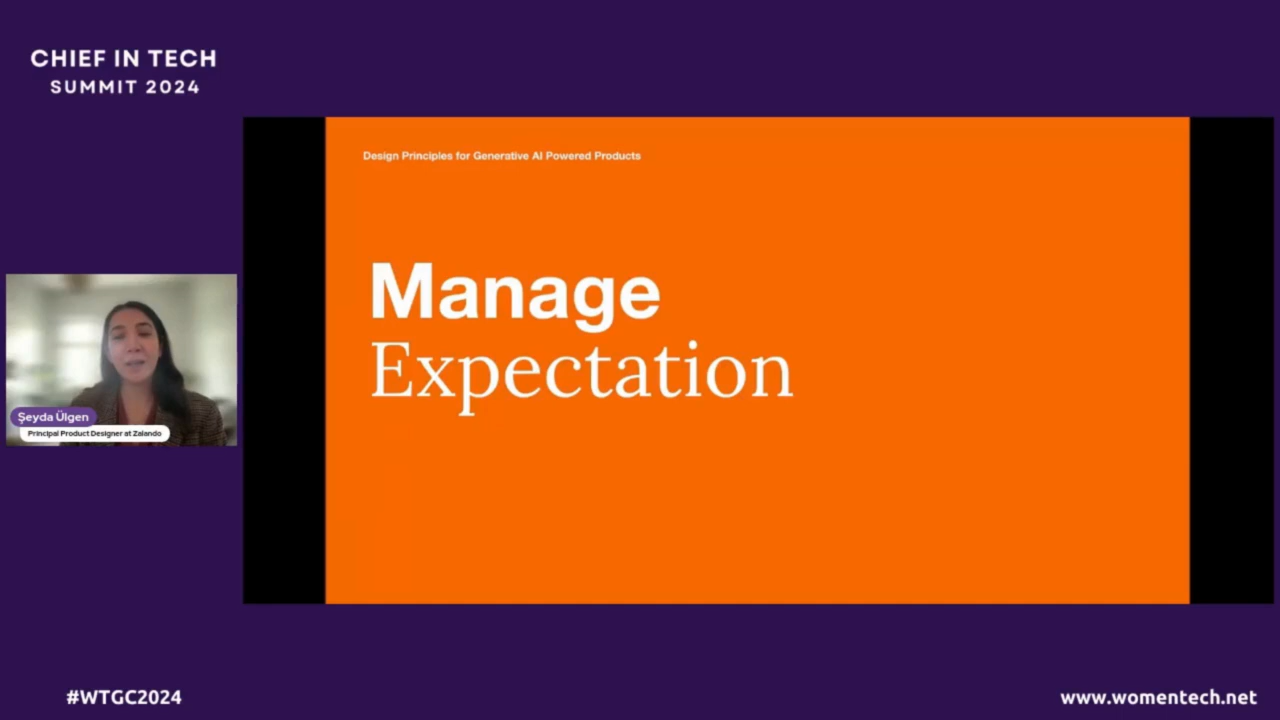 CHIEF IN TECH
SUMMIT 2024
Design Principles for Generative AI Powered Products
Manage
Expectation
Şeyda Ülgen
Principal Product Designer at Zalando
#WTGC2024
www.womentech.net